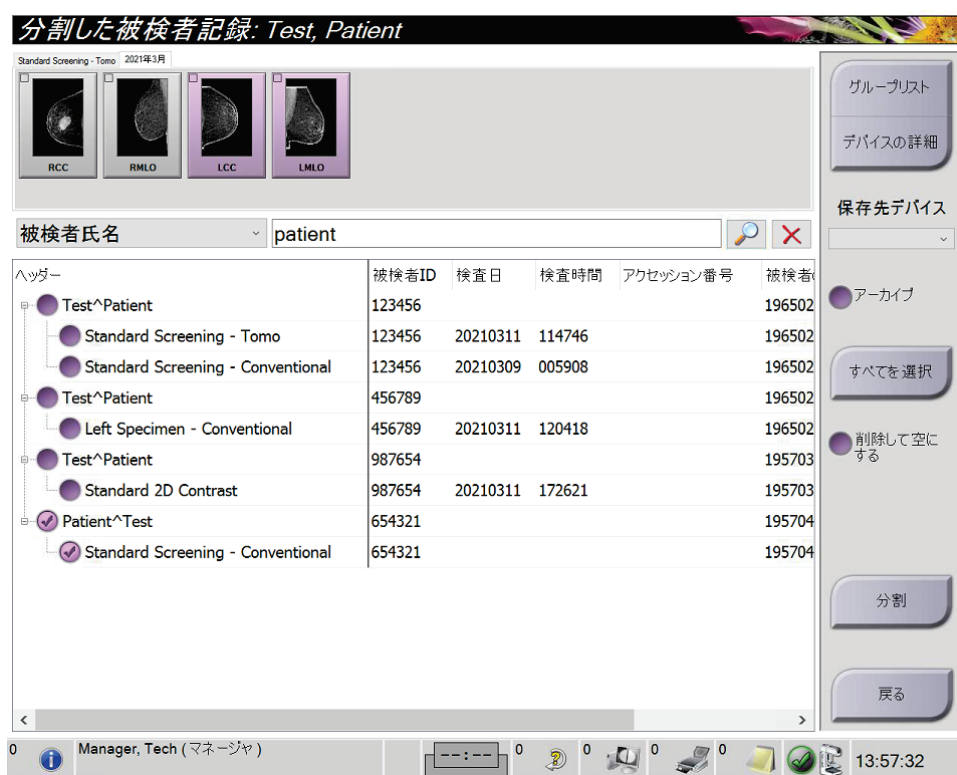 分割した被検者記録: Test, Patient
Standard Screening - Tomo 2021年3月
RCC RMLO LCC LMLO
被検者氏名 patient
ヘッダー 被検者ID 検査日 検査時間 アクセッション番号 被検者
Test^Patient 123456 196502
Standard Screening - Tomo 123456 20210311 114746 196502
Standard Screening - Conventional 123456 20210309 005908 196502
Test^Patient 456789 196502
Left Specimen - Conventional 456789 20210311 120418 196502
Test^Patient 987654 195703
Standard 2D Contrast 987654 20210311 172621 195703
Patient^Test 654321 195704
Standard Screening - Conventional 654321 195704
グループリスト
デバイスの詳細
保存先デバイス
アーカイブ
すべてを選択
削除して空に
する
分割
戻る
0 Manager, Tech (マネージャ) --:-- 0 0 0 0 13:57:32